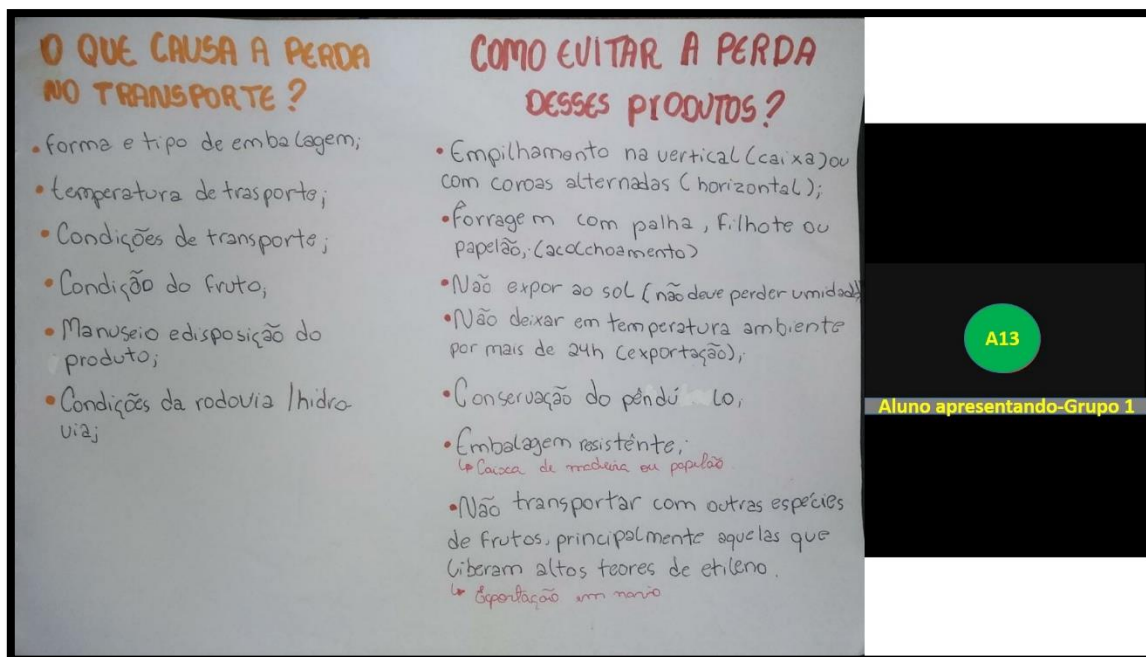 O QUE CAUSA A PERDA
NO TRANSPORTE?
• forma e tipo de embalagem;
• temperatura de trasporte;
• Condições de transporte;
• Condição do fruto;
• Manuseio edisposição do
produto;
• Condições da rodovia / hidro
via;
COMO EVITAR A PERDA
DESSES PRODUTOS?
• Empilhamento na vertical (caixa) ou
com coroas alternadas (horizontal);
• Forragem com palha, filhote ou
papelão; (acolchoamento)
• Não expor ao sol (não deve perder umidade)
• Não deixar em temperatura ambiente
por mais de 24h (exportação);
• Conservação do pêndú lo;
• Embalagem resistênte;
↳ Caixa de madeira ou papelão
• Não transportar com outras espécies
de frutos, principalmente aquelas que
liberam altos teores de etileno.
↳ Exportação em navio
A13
Aluno apresentando-Grupo 1